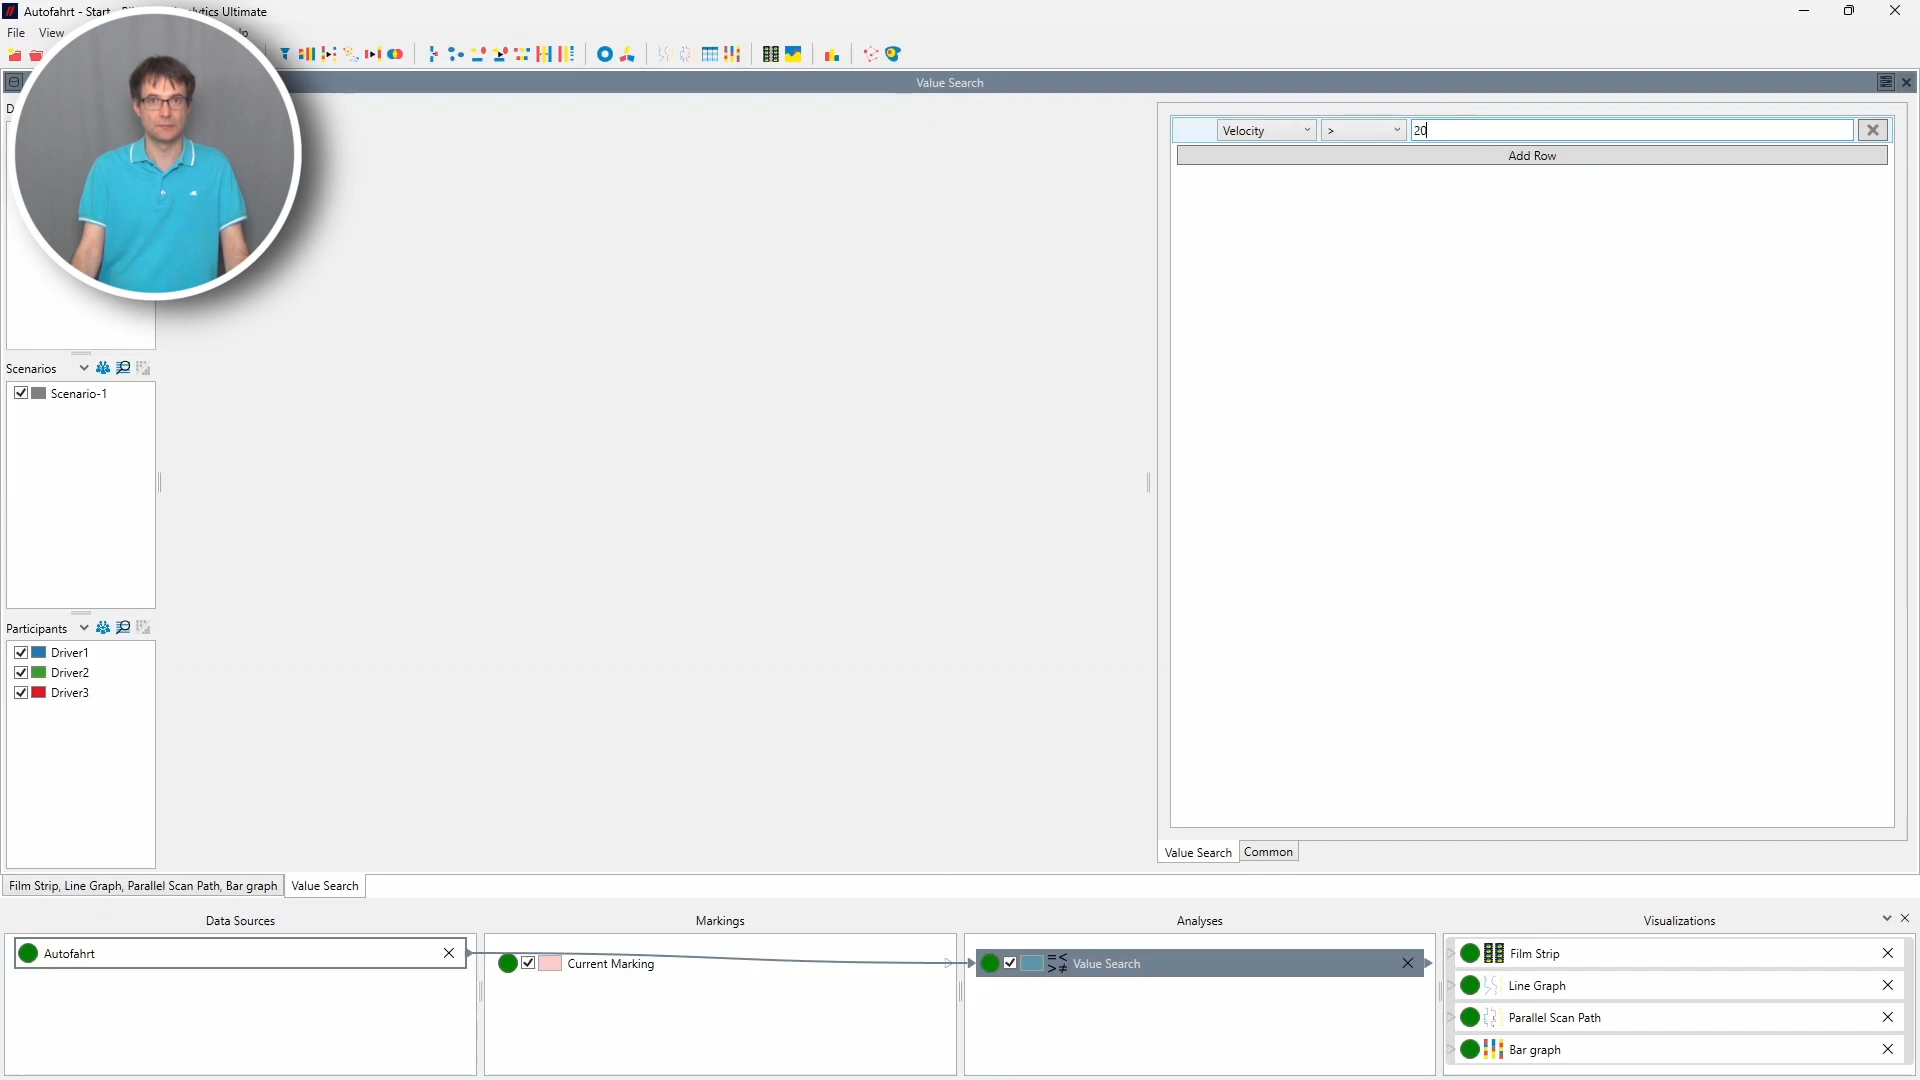 Autofahrt - Start
ytics Ultimate
File View
Value Search
Velocity > 20
Add Row
Scenarios
Scenario-1
Participants
Driver1
Driver2
Driver3
Value Search Common
Film Strip, Line Graph, Parallel Scan Path, Bar graph Value Search
Data Sources Markings Analyses Visualizations
Autofahrt
Current Marking
Value Search
Film Strip
Line Graph
Parallel Scan Path
Bar graph